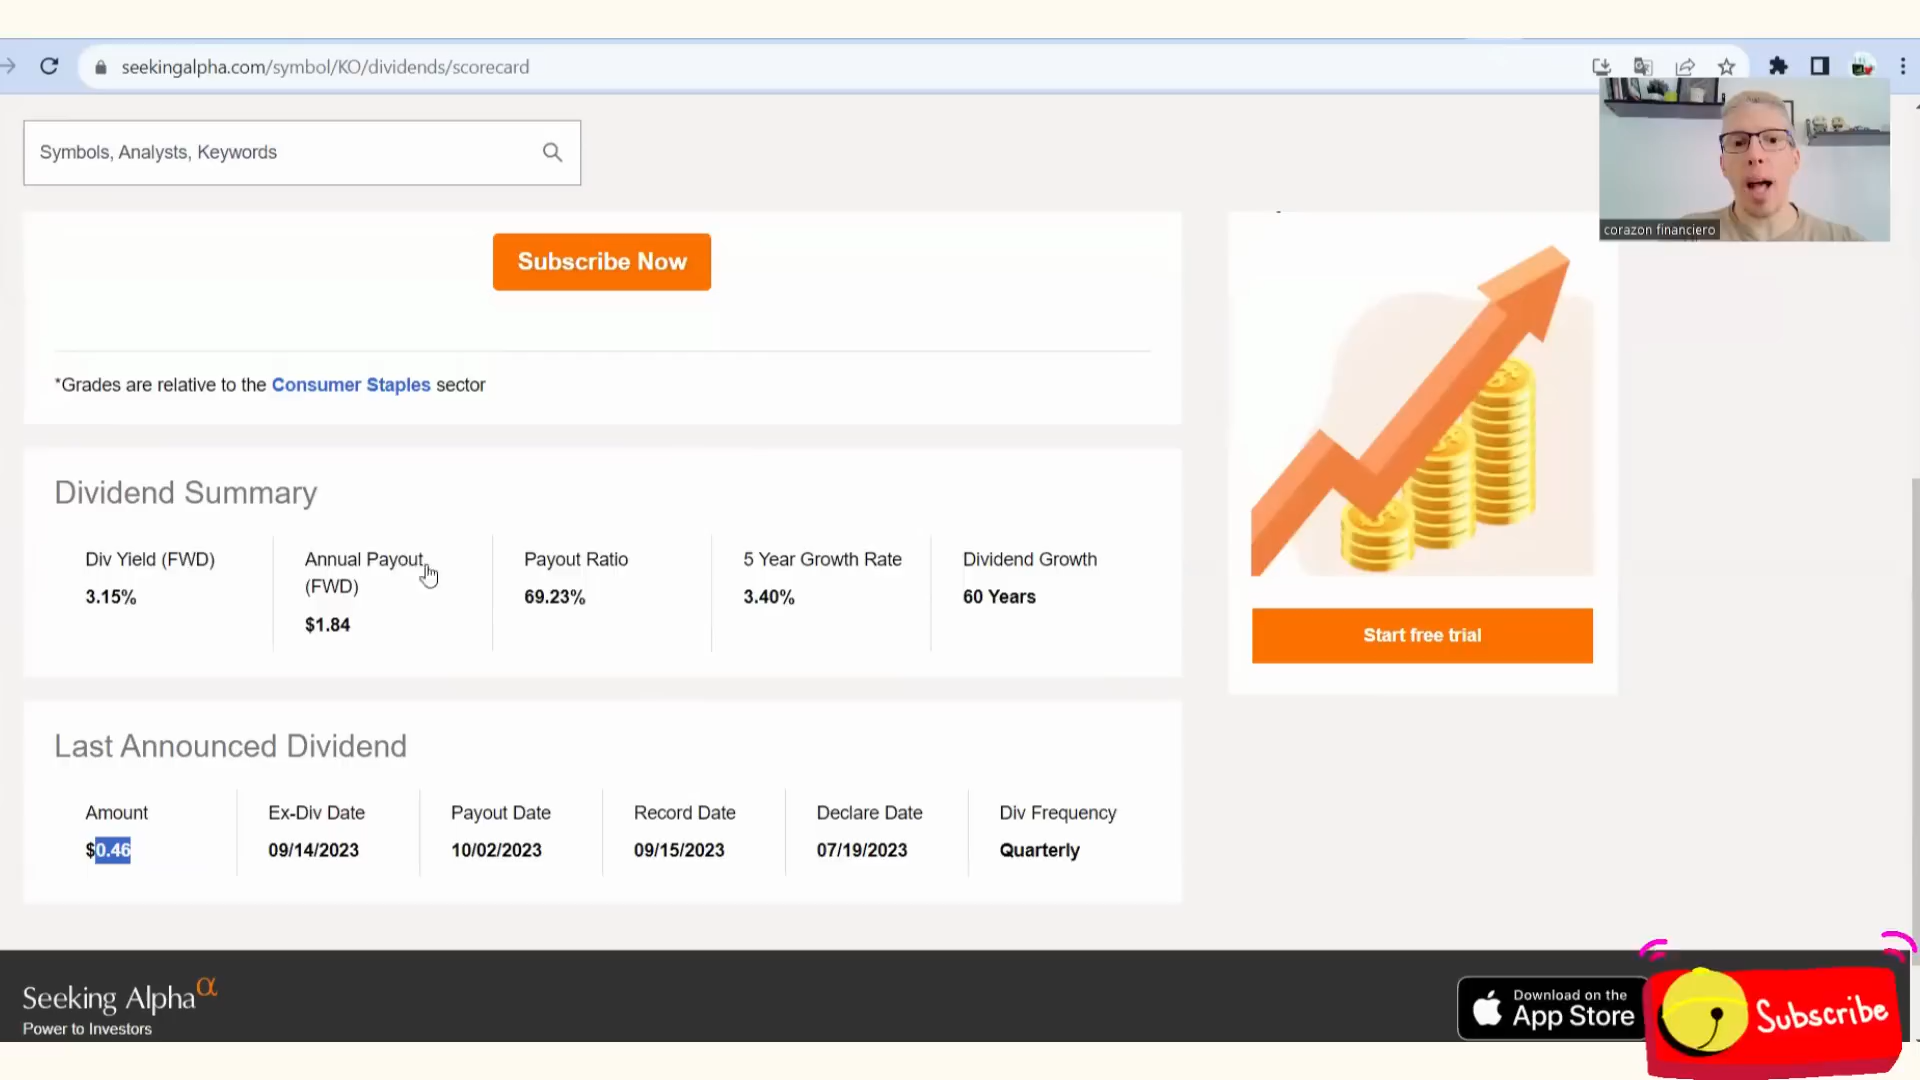 seekingalpha.com/symbol/KO/dividends/scorecard
Symbols, Analysts, Keywords
corazon financiero
Subscribe Now
*Grades are relative to the Consumer Staples sector
Dividend Summary
Div Yield (FWD)
3.15%
Annual Payout
(FWD)
$1.84
Payout Ratio
69.23%
5 Year Growth Rate
3.40%
Dividend Growth
60 Years
Start free trial
Last Announced Dividend
Amount
$0.46
Ex-Div Date
09/14/2023
Payout Date
10/02/2023
Record Date
09/15/2023
Declare Date
07/19/2023
Div Frequency
Quarterly
Seeking Alpha α
Power to Investors
Download on the
App Store
Subscribe